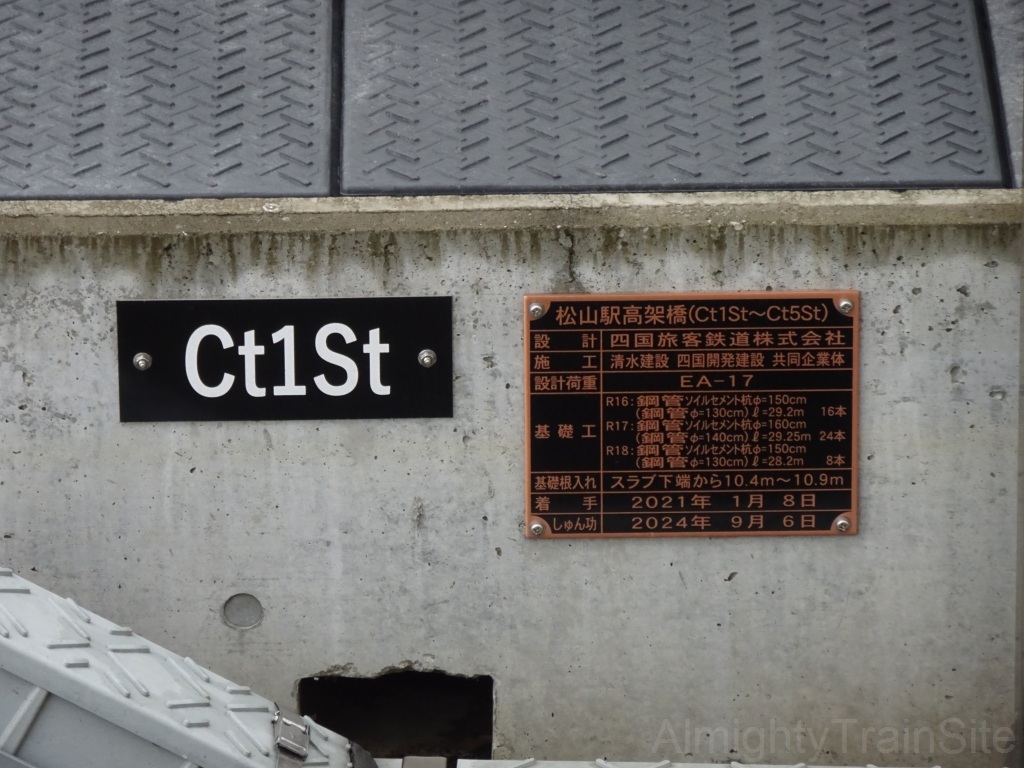 Ct1St
松山駅高架橋(Ct1St～Ct5St)
設計 四国旅客鉄道株式会社
施工 清水建設 四国開発建設 共同企業体
設計荷重 EA-17
基礎工 R16:鋼管ソイルセメント杭φ=150cm
(鋼管φ=130cm)ℓ=29.2m 16本
R17:鋼管ソイルセメント杭φ=160cm
(鋼管φ=140cm)ℓ=29.25m 24本
R18:鋼管ソイルセメント杭φ=150cm
(鋼管φ=130cm)ℓ=28.2m 8本
基礎根入れ スラブ下端から10.4m～10.9m
着手 2021年 1月 8日
しゅん功 2024年 9月 6日
AlmightyTrainSite